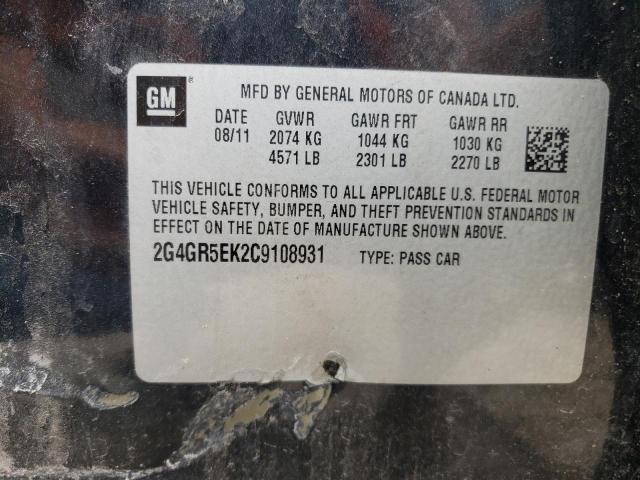 GM ®
MFD BY GENERAL MOTORS OF CANADA LTD.
DATE GVWR GAWR FRT GAWR RR
08/11 2074 KG 1044 KG 1030 KG
4571 LB 2301 LB 2270 LB
THIS VEHICLE CONFORMS TO ALL APPLICABLE U.S. FEDERAL MOTOR
VEHICLE SAFETY, BUMPER, AND THEFT PREVENTION STANDARDS IN
EFFECT ON THE DATE OF MANUFACTURE SHOWN ABOVE.
2G4GR5EK2C9108931 TYPE: PASS CAR